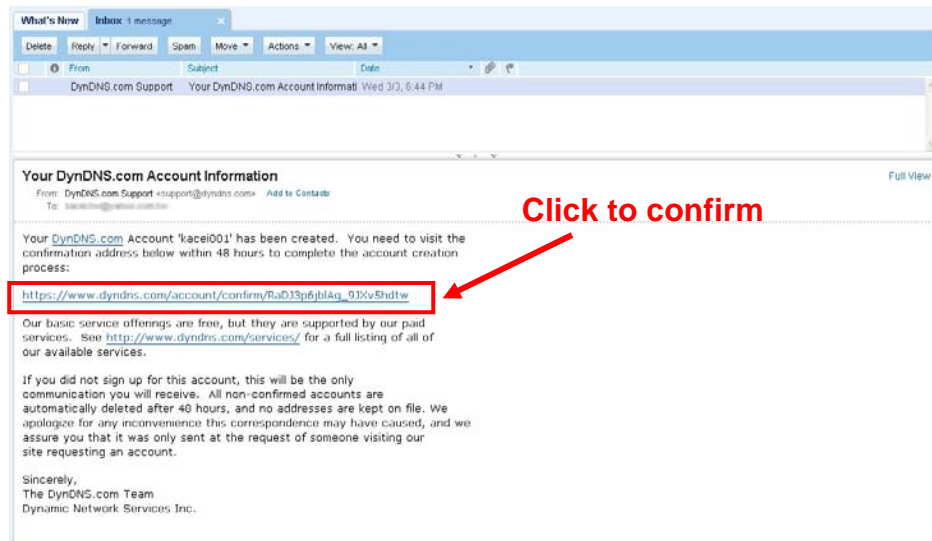 What's New Inbox 1 message
Delete Reply Forward Spam Move Actions View: All
From Subject Date
DynDNS.com Support Your DynDNS.com Account Informati Wed 3/3, 6:44 PM
Your DynDNS.com Account Information
Full View
From: DynDNS.com Support <support@dyndns.com> Add to Contacts
To:
Click to confirm
Your DynDNS.com Account 'kacei001' has been created. You need to visit the
confirmation address below within 48 hours to complete the account creation
process:
https://www.dyndns.com/account/confirm/RaDJ3p6jblAq_9JXv5hdtw
Our basic service offerings are free, but they are supported by our paid
services. See http://www.dyndns.com/services/ for a full listing of all of
our available services.
If you did not sign up for this account, this will be the only
communication you will receive. All non-confirmed accounts are
automatically deleted after 48 hours, and no addresses are kept on file. We
apologize for any inconvenience this correspondence may have caused, and we
assure you that it was only sent at the request of someone visiting our
site requesting an account.
Sincerely,
The DynDNS.com Team
Dynamic Network Services Inc.